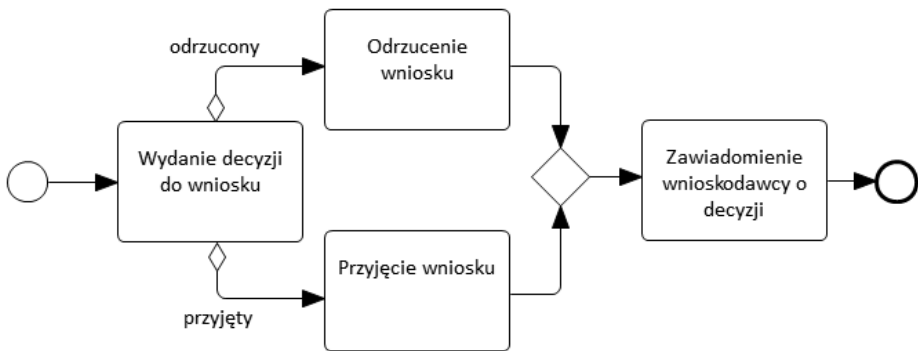 odrzucony
Odrzucenie
wniosku
Wydanie decyzji
do wniosku
Zawiadomienie
wnioskodawcy o
decyzji
Przyjęcie wniosku
przyjęty